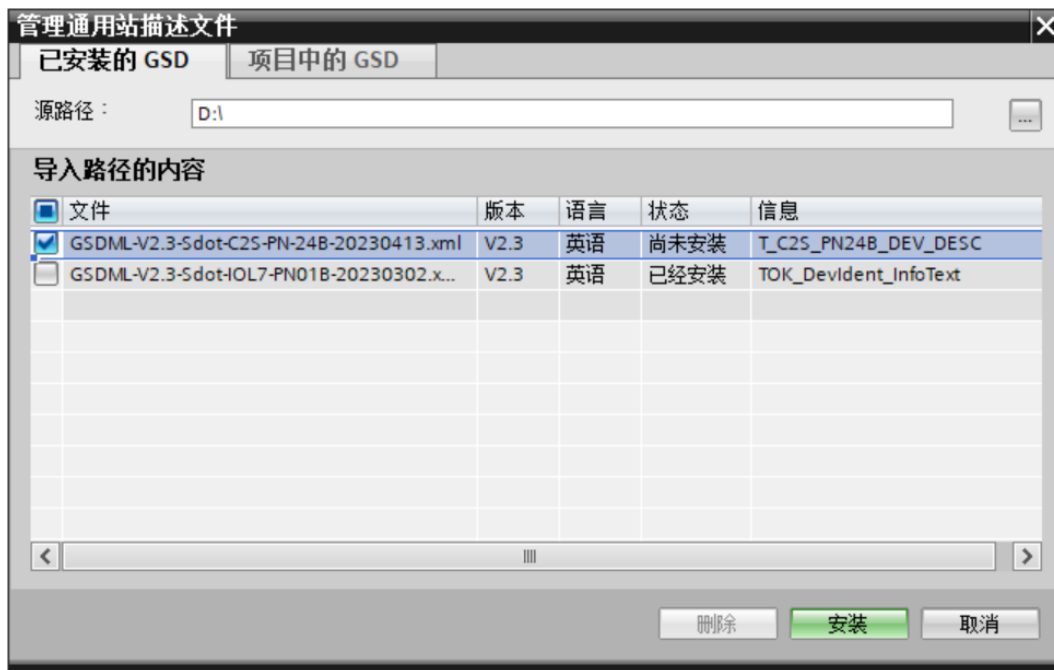 管理通用站描述文件
已安装的 GSD 项目中的 GSD
源路径： D:\ ...
导入路径的内容
文件 版本 语言 状态 信息
GSDML-V2.3-Sdot-C2S-PN-24B-20230413.xml V2.3 英语 尚未安装 T_C2S_PN24B_DEV_DESC
GSDML-V2.3-Sdot-IOL7-PN01B-20230302.x... V2.3 英语 已经安装 TOK_DevIdent_InfoText
删除 安装 取消